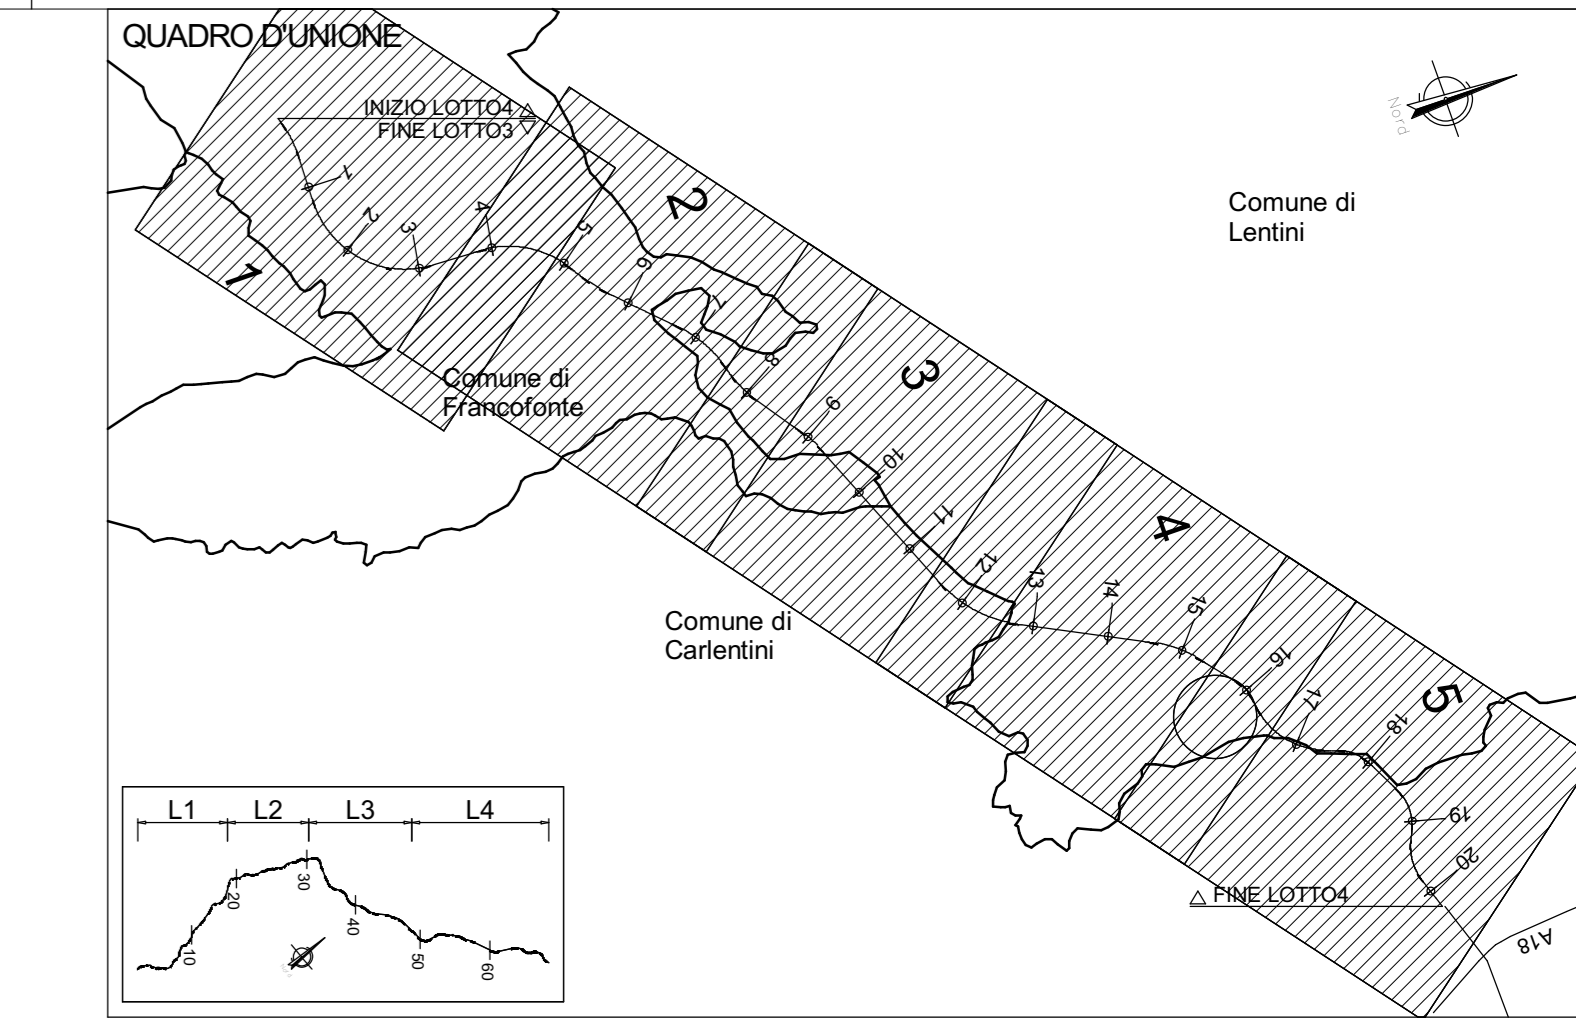 QUADRO D'UNIONE
INIZIO LOTTO4
FINE LOTTO3
Nord
Comune di
Lentini
1
2
3
4
5
6
7
8
9
10
11
12
13
14
15
16
17
18
19
20
1
2
3
4
5
Comune di
Francofonte
Comune di
Carlentini
FINE LOTTO4
A18
L1
L2
L3
L4
10
20
30
40
50
60